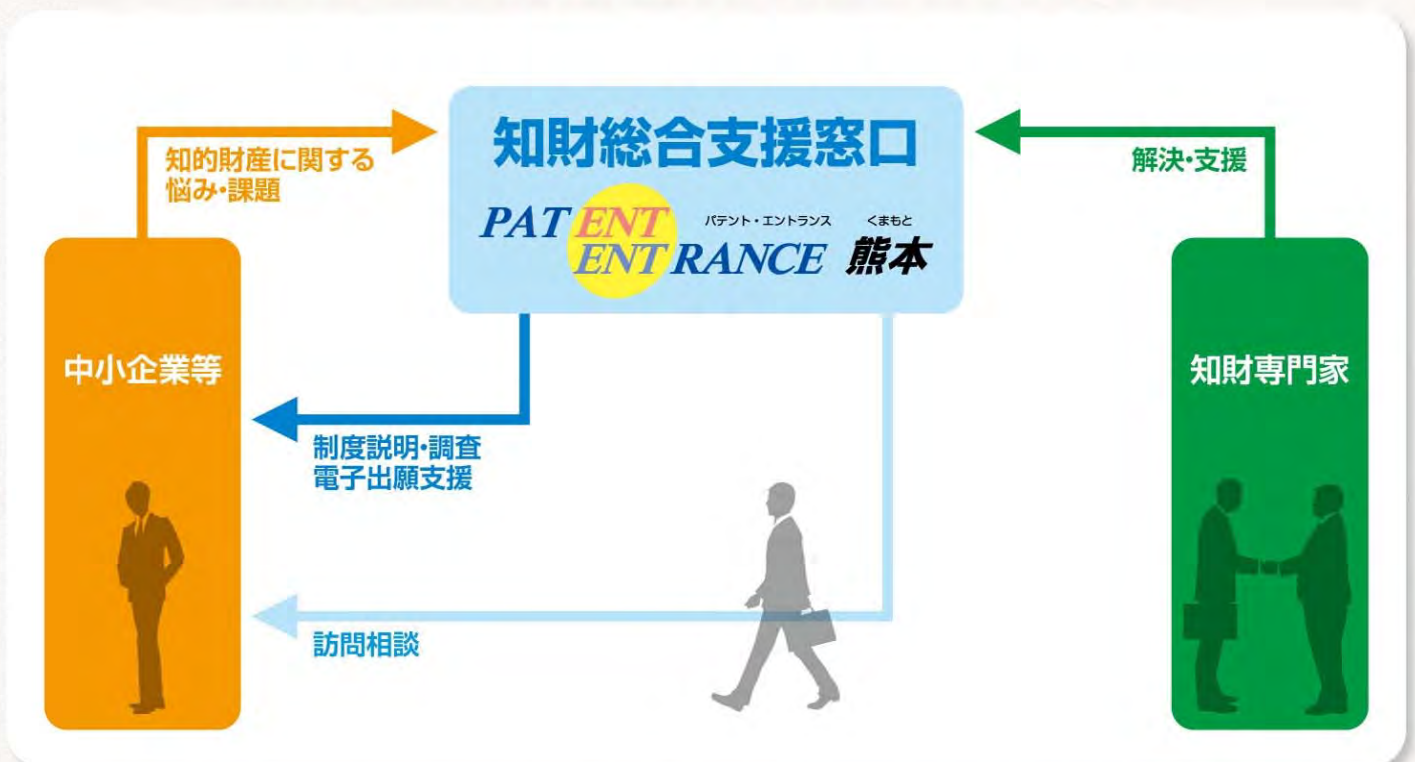 知財総合支援窓口
パテント・エントランス くまもと
PATENT
ENTRANCE 熊本
知的財産に関する
悩み・課題
解決・支援
中小企業等
知財専門家
制度説明・調査
電子出願支援
訪問相談